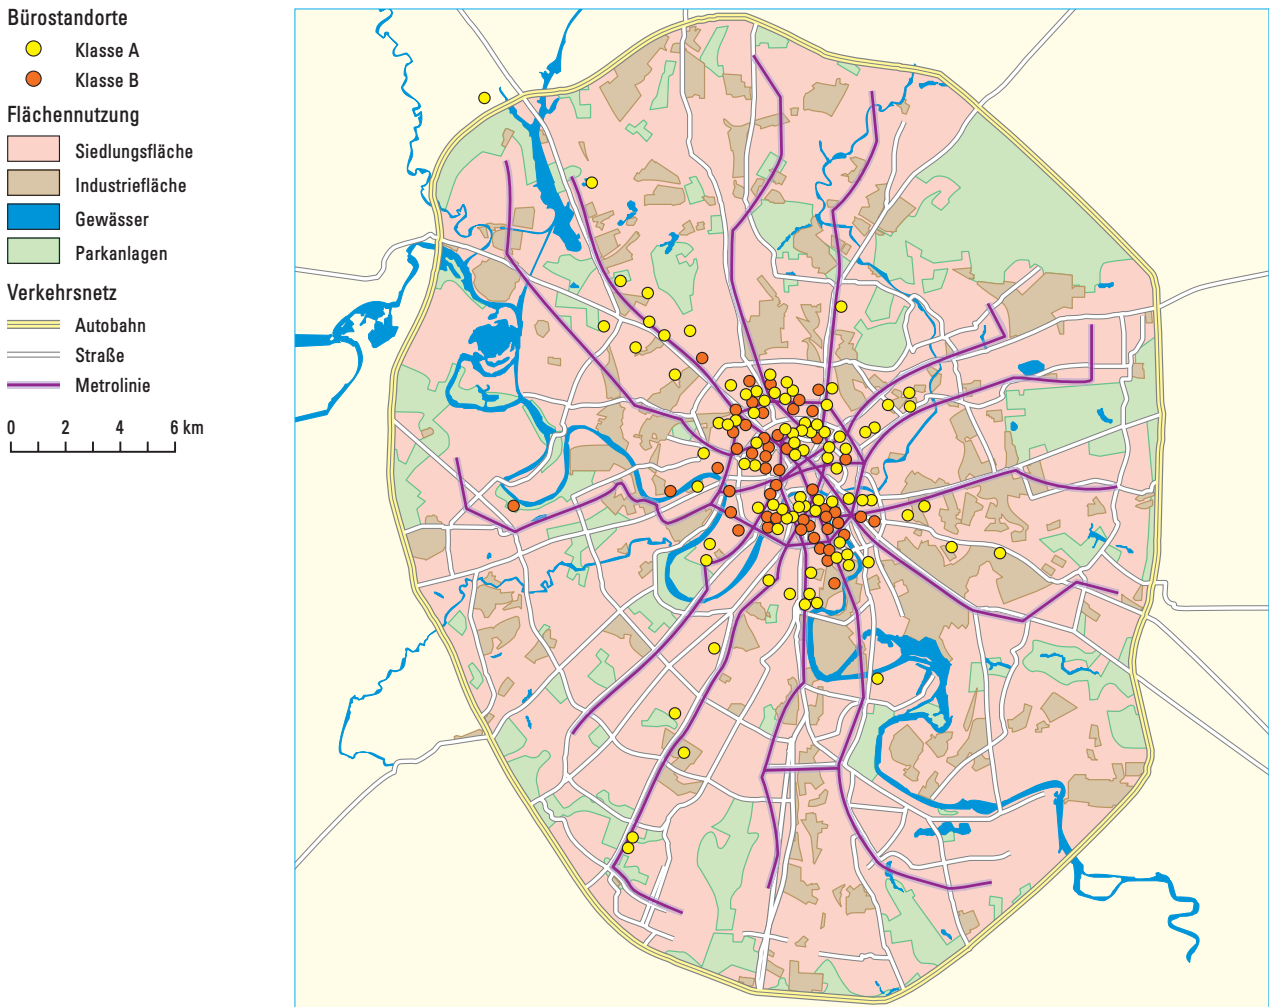 Bürostandorte
Klasse A
Klasse B
Flächennutzung
Siedlungsfläche
Industriefläche
Gewässer
Parkanlagen
Verkehrsnetz
Autobahn
Straße
Metrolinie
0 2 4 6 km